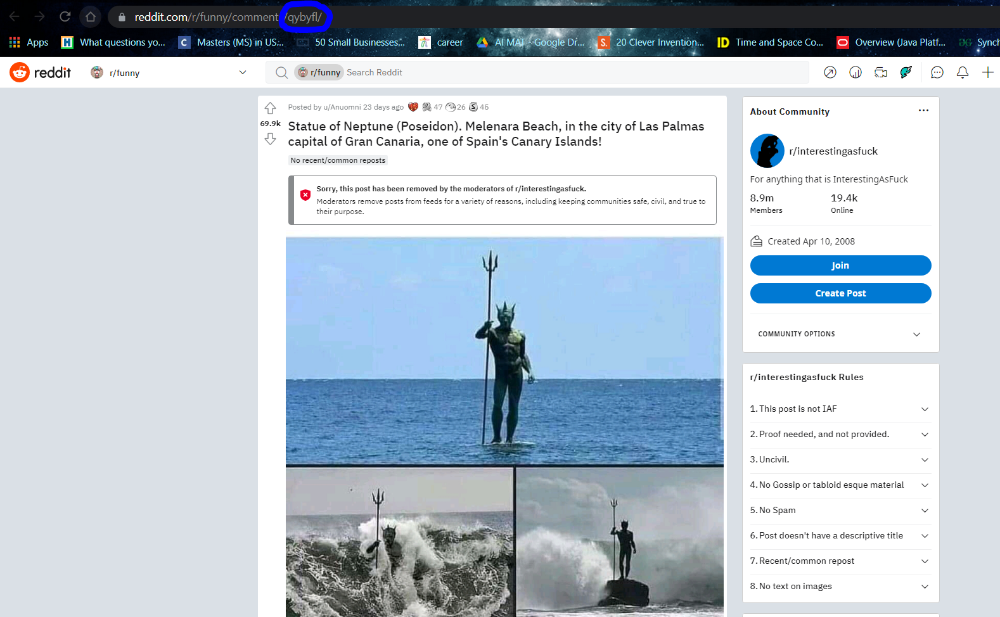 reddit.com/r/funny/comment /qybyfl/
Apps What questions yo... Masters (MS) in US... 50 Small Businesses... career AI MAT - Google Dr... 20 Clever Invention... Time and Space Co... Overview (Java Platf... Synch
reddit r/funny r/funny Search Reddit
Posted by u/Anuomni 23 days ago 47 26 45
69.9k
Statue of Neptune (Poseidon). Melenara Beach, in the city of Las Palmas
capital of Gran Canaria, one of Spain's Canary Islands!
No recent/common reposts
Sorry, this post has been removed by the moderators of r/interestingasfuck.
Moderators remove posts from feeds for a variety of reasons, including keeping communities safe, civil, and true to
their purpose.
About Community
r/interestingasfuck
For anything that is InterestingAsFuck
8.9m 19.4k
Members Online
Created Apr 10, 2008
Join
Create Post
COMMUNITY OPTIONS
r/interestingasfuck Rules
1. This post is not IAF
2. Proof needed, and not provided.
3. Uncivil.
4. No Gossip or tabloid esque material
5. No Spam
6. Post doesn't have a descriptive title
7. Recent/common repost
8. No text on images